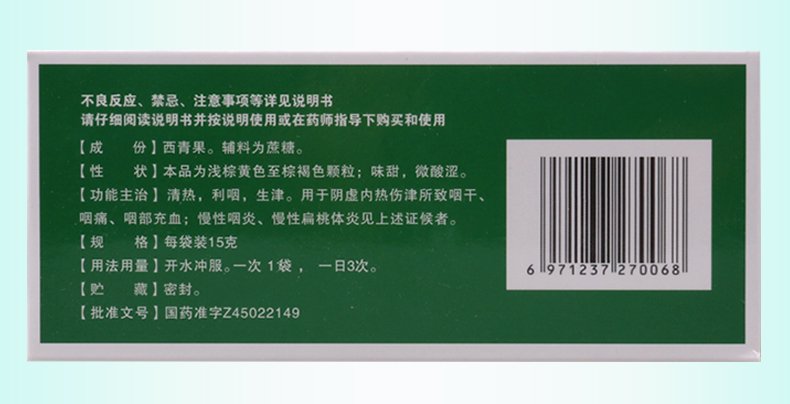 不良反应、禁忌、注意事项等详见说明书
请仔细阅读说明书并按说明使用或在药师指导下购买和使用
【成　　份】西青果。辅料为蔗糖。
【性　　状】本品为浅棕黄色至棕褐色颗粒；味甜，微酸涩。
【功能主治】清热，利咽，生津。用于阴虚内热伤津所致咽干、
咽痛、咽部充血；慢性咽炎、慢性扁桃体炎见上述证候者。
【规　　格】每袋装15克
【用法用量】开水冲服。一次 1袋 ， 一日3次。
【贮　　藏】密封。
【批准文号】国药准字Z45022149
6 971237 270068